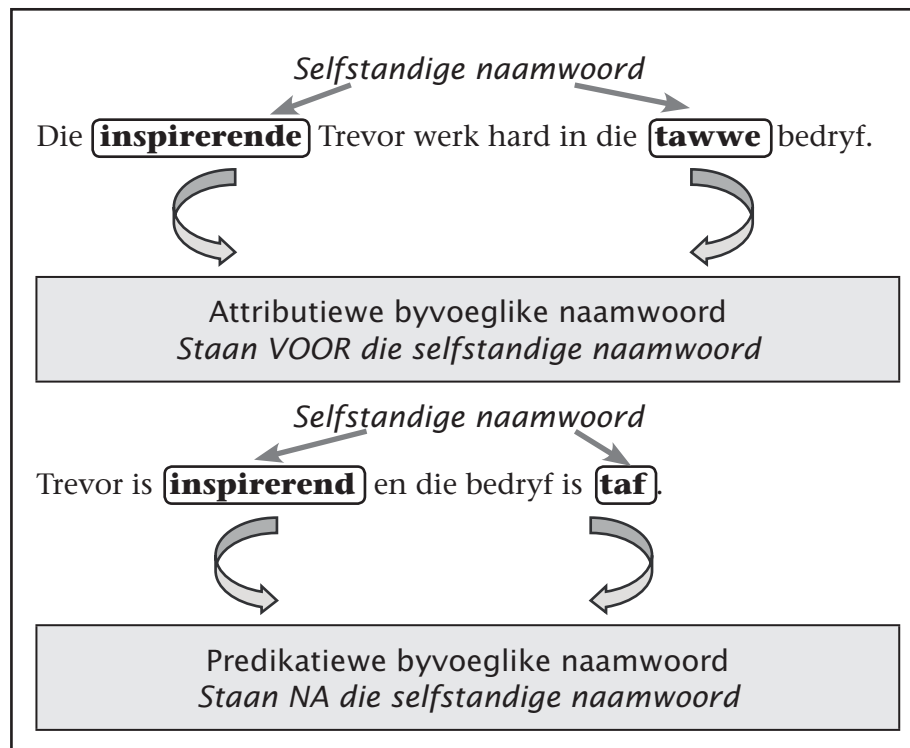 Selfstandige naamwoord
Die inspirerende Trevor werk hard in die tawwe bedryf.
Attributiewe byvoeglike naamwoord
Staan VOOR die selfstandige naamwoord
Selfstandige naamwoord
Trevor is inspirerend en die bedryf is taf.
Predikatiewe byvoeglike naamwoord
Staan NA die selfstandige naamwoord